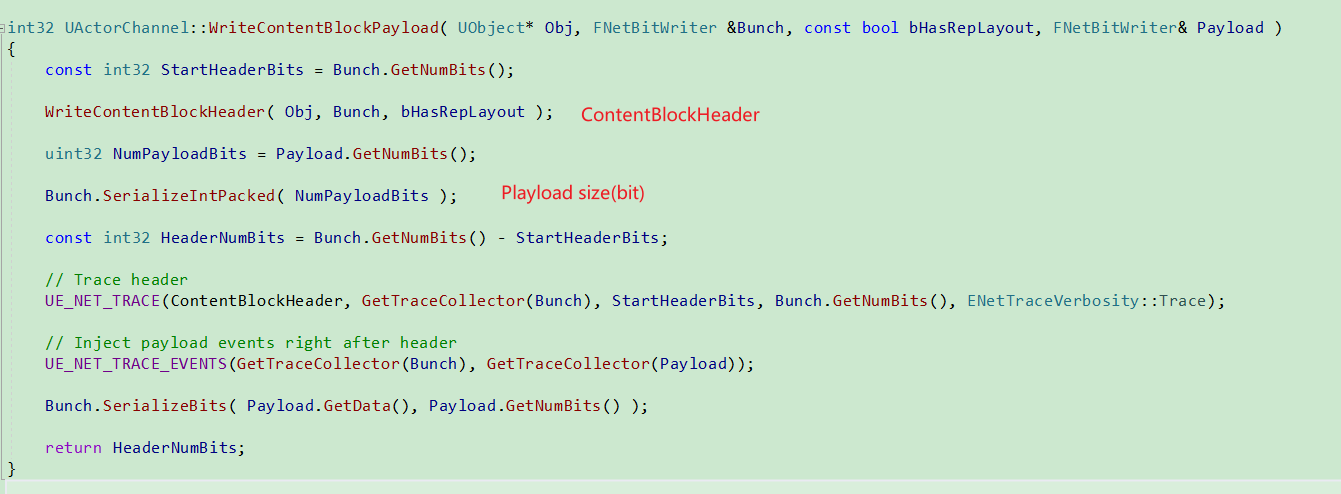 int32 UActorChannel::WriteContentBlockPayload( UObject* Obj, FNetBitWriter &Bunch, const bool bHasRepLayout, FNetBitWriter& Payload )
{
    const int32 StartHeaderBits = Bunch.GetNumBits();
    WriteContentBlockHeader( Obj, Bunch, bHasRepLayout ); ContentBlockHeader
    uint32 NumPayloadBits = Payload.GetNumBits();
    Bunch.SerializeIntPacked( NumPayloadBits ); Playload size(bit)
    const int32 HeaderNumBits = Bunch.GetNumBits() - StartHeaderBits;
    // Trace header
    UE_NET_TRACE(ContentBlockHeader, GetTraceCollector(Bunch), StartHeaderBits, Bunch.GetNumBits(), ENetTraceVerbosity::Trace);
    // Inject payload events right after header
    UE_NET_TRACE_EVENTS(GetTraceCollector(Bunch), GetTraceCollector(Payload));
    Bunch.SerializeBits( Payload.GetData(), Payload.GetNumBits() );
    return HeaderNumBits;
}